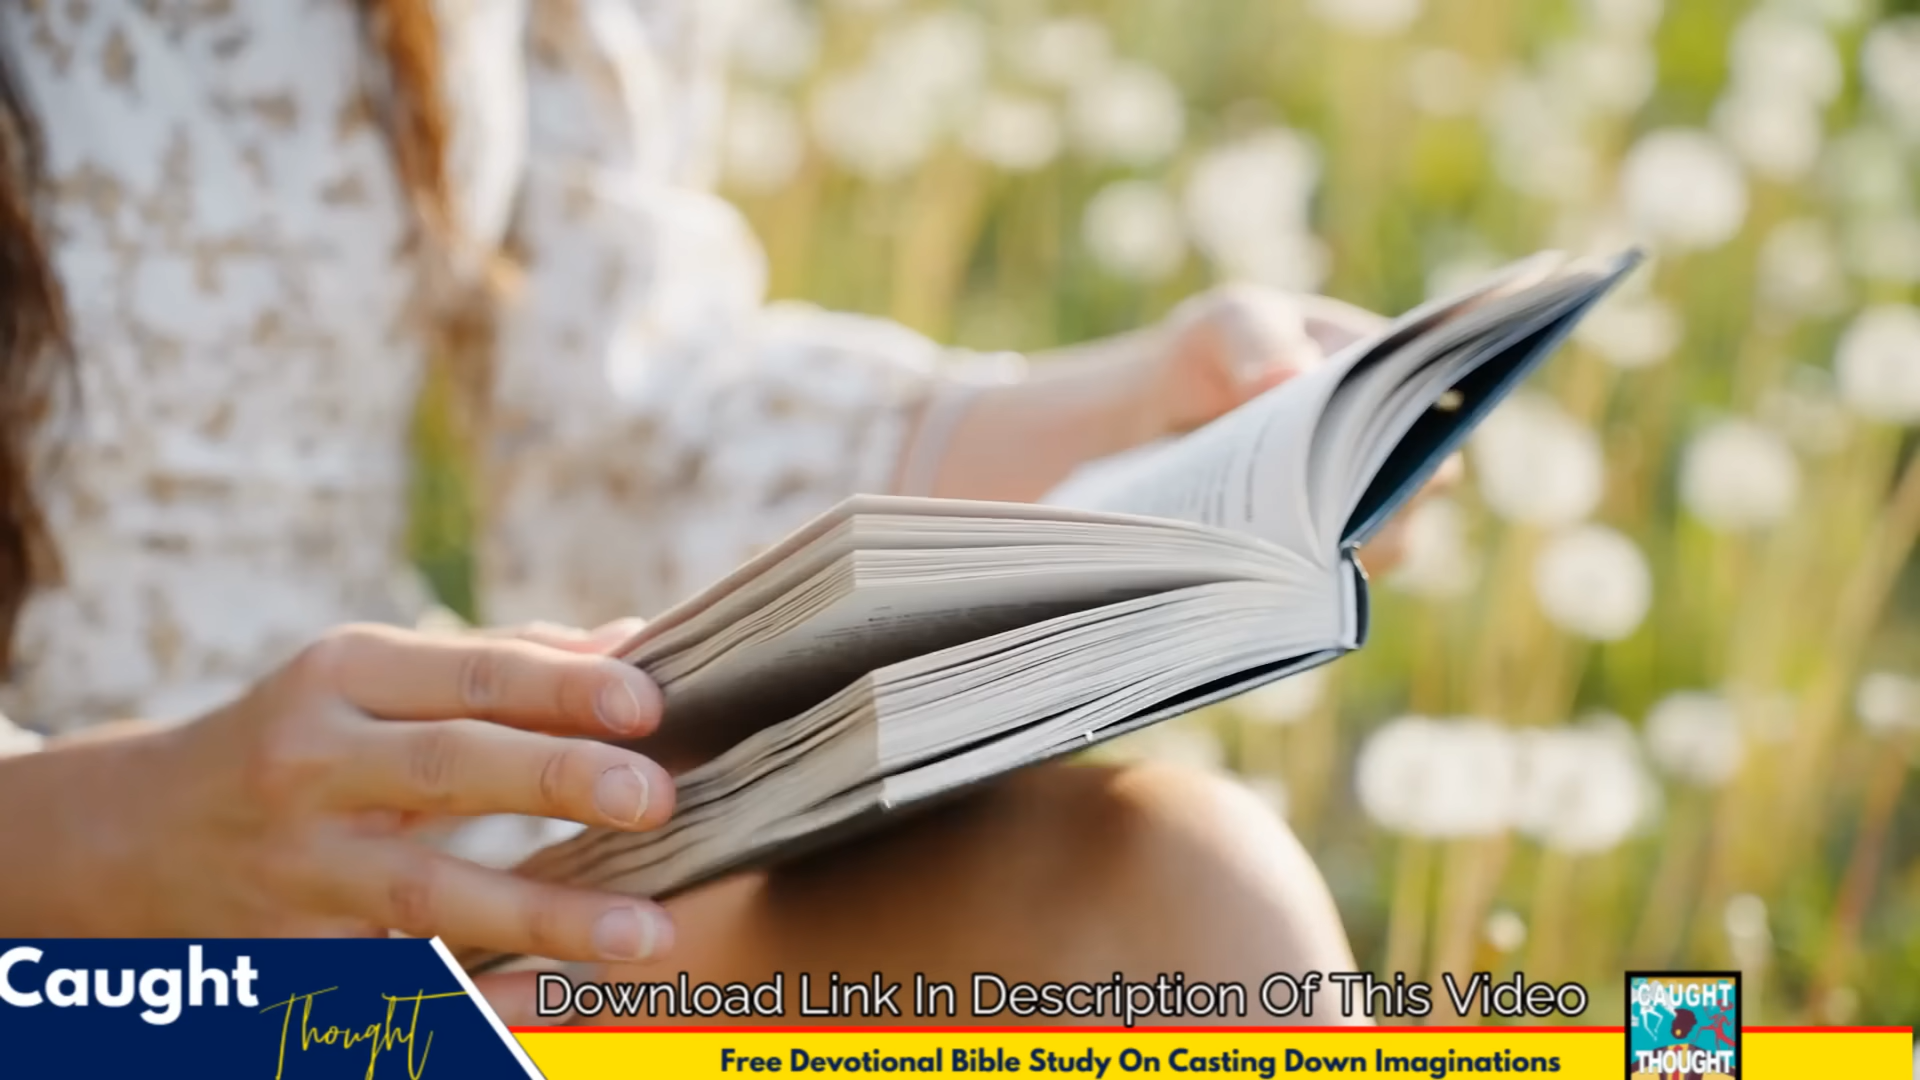 Caught
Thought
Download Link In Description Of This Video
Free Devotional Bible Study On Casting Down Imaginations
CAUGHT
THOUGHT